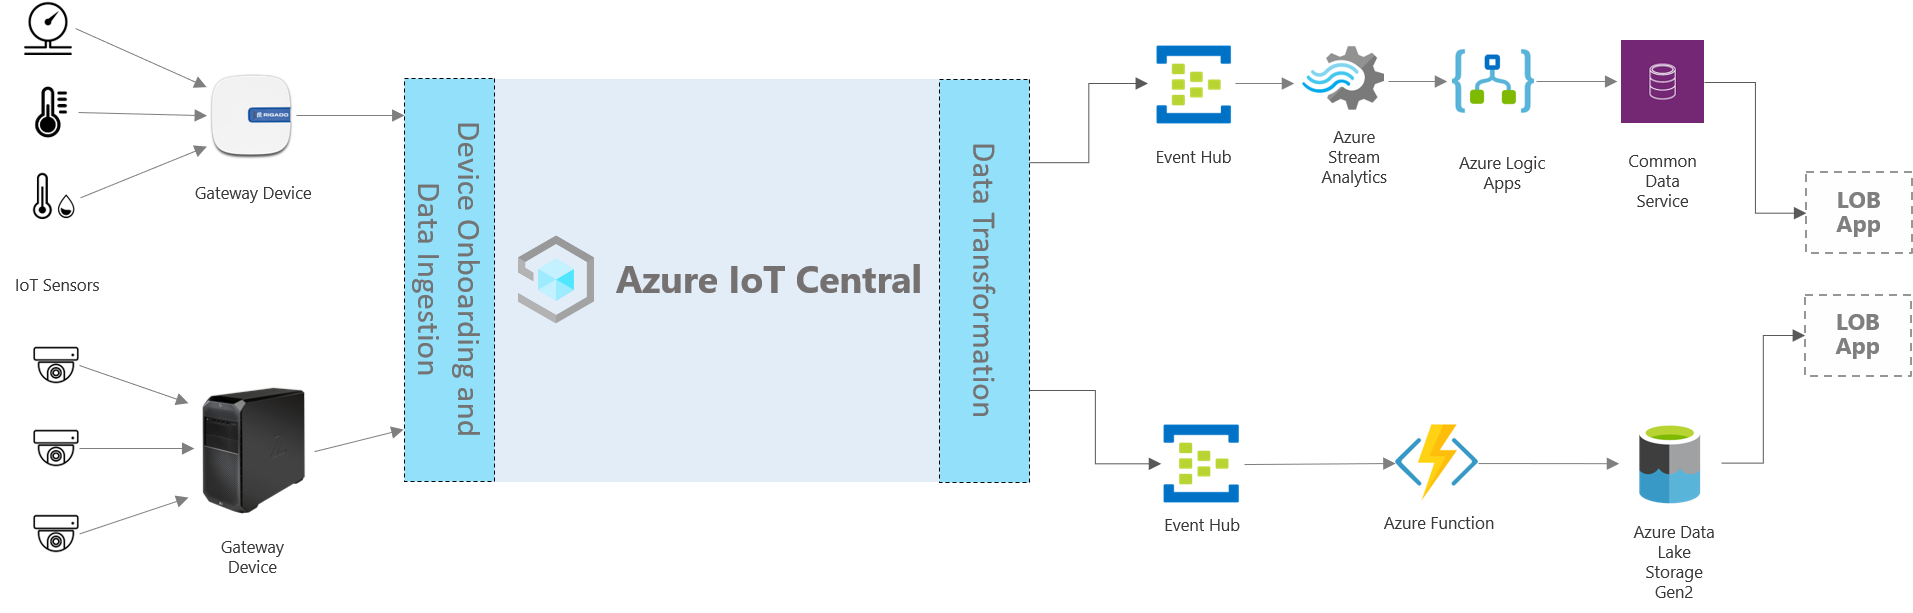 RIGADO
Gateway Device
IoT Sensors
Gateway
Device
Device Onboarding and
Data Ingestion
Azure IoT Central
Data Transformation
Event Hub
Azure
Stream
Analytics
Azure Logic
Apps
Common
Data
Service
LOB
App
LOB
App
Event Hub
Azure Function
Azure Data
Lake
Storage
Gen2